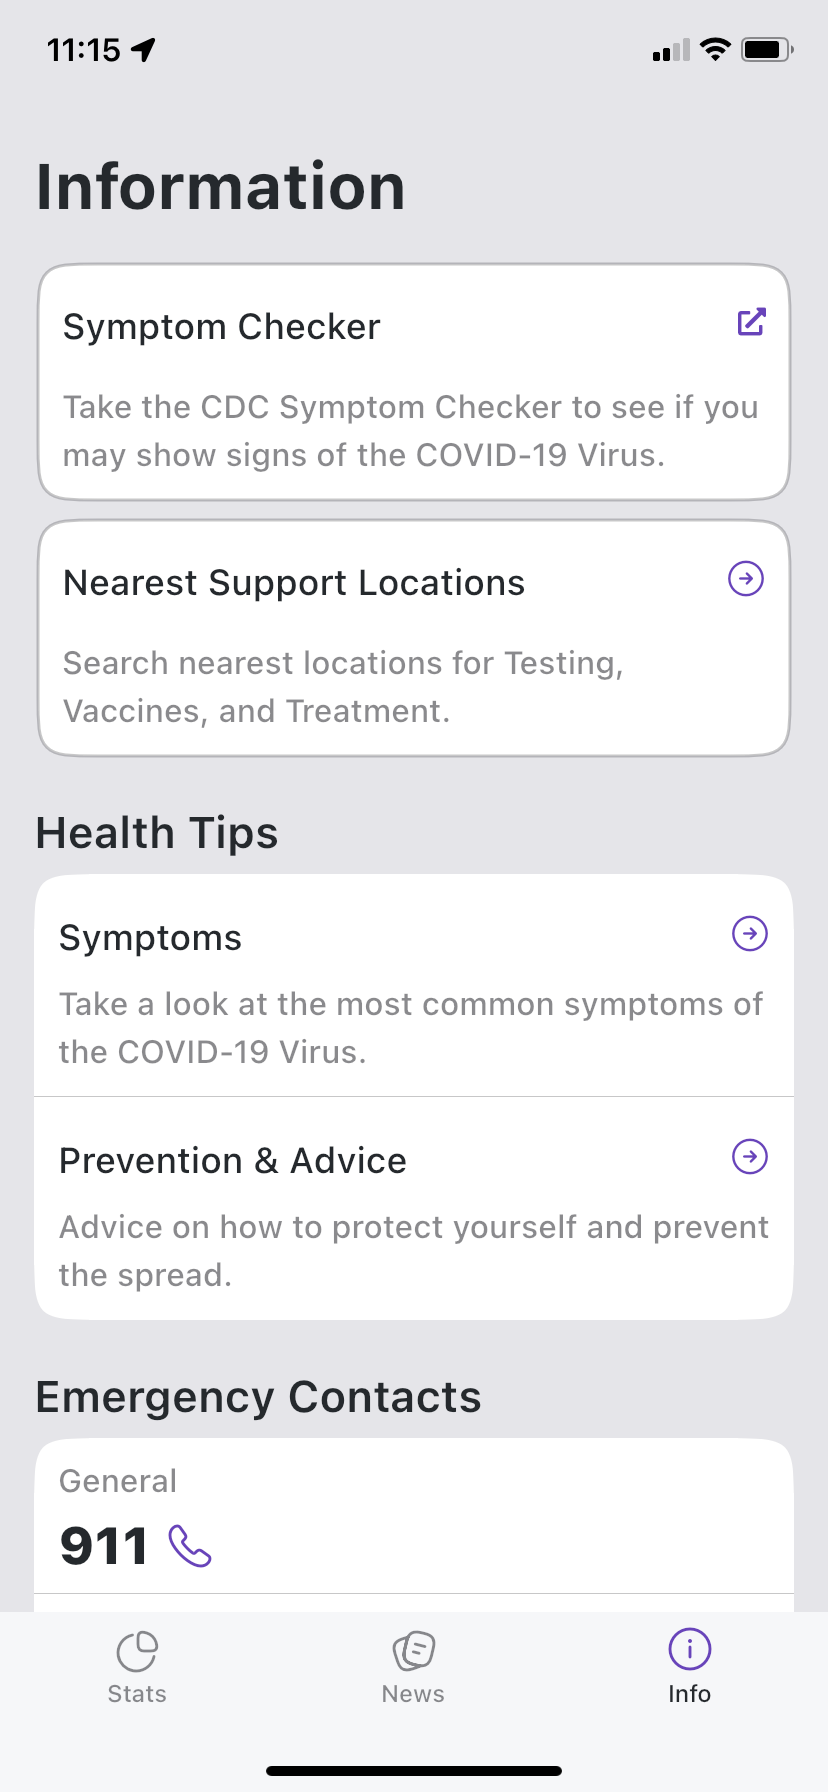 11:15
Information
Symptom Checker
Take the CDC Symptom Checker to see if you
may show signs of the COVID-19 Virus.
Nearest Support Locations
Search nearest locations for Testing,
Vaccines, and Treatment.
Health Tips
Symptoms
Take a look at the most common symptoms of
the COVID-19 Virus.
Prevention & Advice
Advice on how to protect yourself and prevent
the spread.
Emergency Contacts
General
911
Stats
News
Info